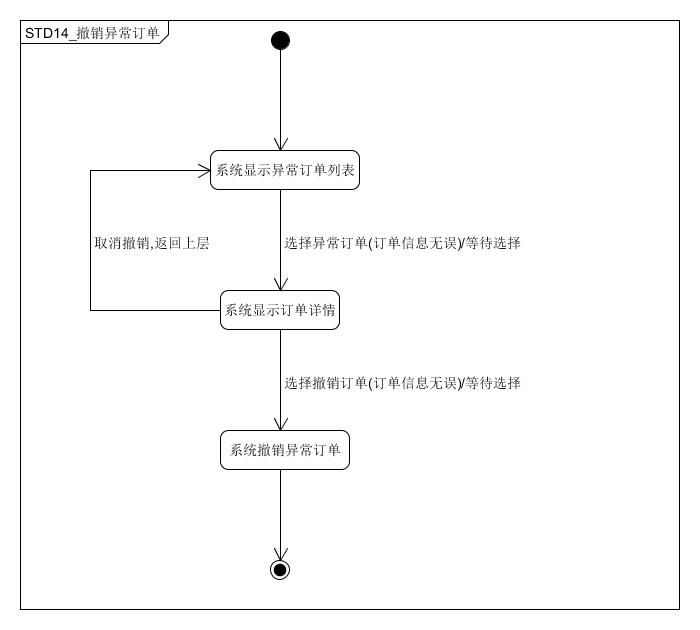 STD14_撤销异常订单
系统显示异常订单列表
取消撤销,返回上层
选择异常订单(订单信息无误)/等待选择
系统显示订单详情
选择撤销订单(订单信息无误)/等待选择
系统撤销异常订单